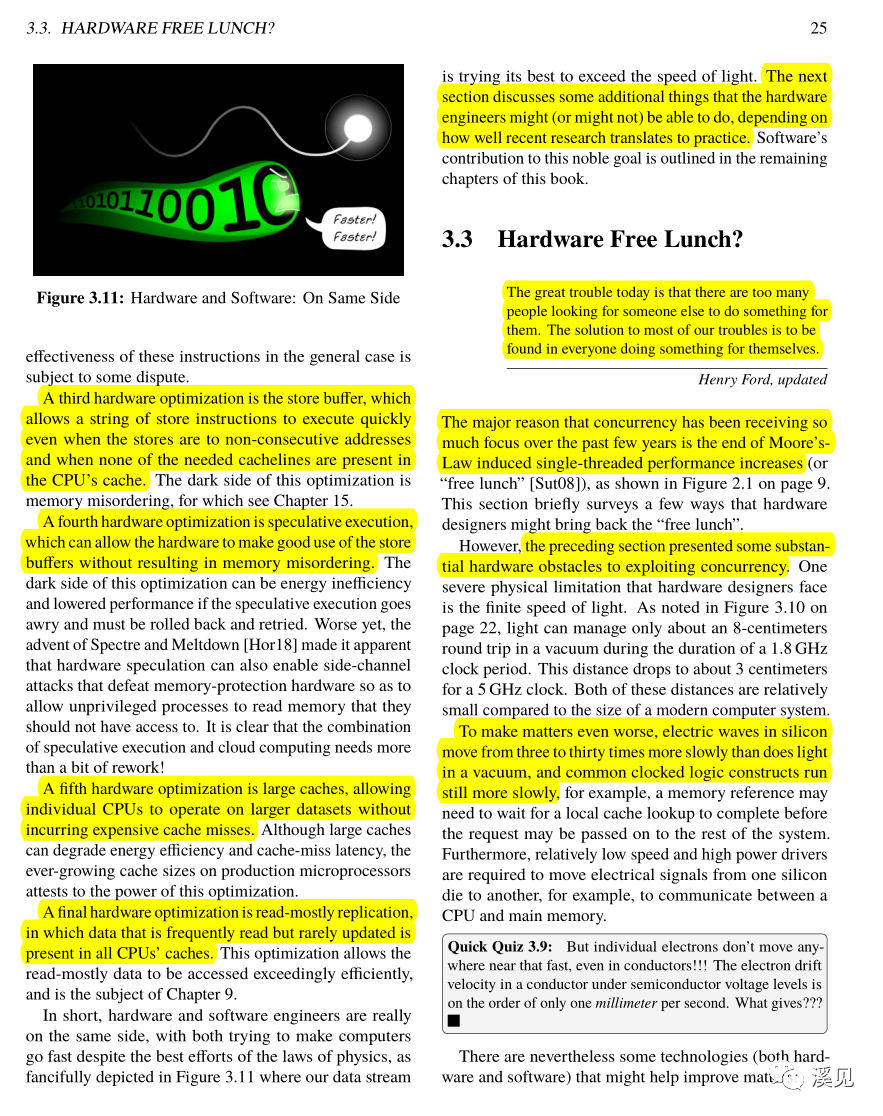 3.3. HARDWARE FREE LUNCH?
25
1010110010
Faster!
Faster!
Figure 3.11: Hardware and Software: On Same Side
effectiveness of these instructions in the general case is
subject to some dispute.
A third hardware optimization is the store buffer, which
allows a string of store instructions to execute quickly
even when the stores are to non-consecutive addresses
and when none of the needed cachelines are present in
the CPU's cache. The dark side of this optimization is
memory misordering, for which see Chapter 15.
A fourth hardware optimization is speculative execution,
which can allow the hardware to make good use of the store
buffers without resulting in memory misordering. The
dark side of this optimization can be energy inefficiency
and lowered performance if the speculative execution goes
awry and must be rolled back and retried. Worse yet, the
advent of Spectre and Meltdown [Hor18] made it apparent
that hardware speculation can also enable side-channel
attacks that defeat memory-protection hardware so as to
allow unprivileged processes to read memory that they
should not have access to. It is clear that the combination
of speculative execution and cloud computing needs more
than a bit of rework!
A fifth hardware optimization is large caches, allowing
individual CPUs to operate on larger datasets without
incurring expensive cache misses. Although large caches
can degrade energy efficiency and cache-miss latency, the
ever-growing cache sizes on production microprocessors
attests to the power of this optimization.
A final hardware optimization is read-mostly replication,
in which data that is frequently read but rarely updated is
present in all CPUs' caches. This optimization allows the
read-mostly data to be accessed exceedingly efficiently,
and is the subject of Chapter 9.
In short, hardware and software engineers are really
on the same side, with both trying to make computers
go fast despite the best efforts of the laws of physics, as
fancifully depicted in Figure 3.11 where our data stream
is trying its best to exceed the speed of light. The next
section discusses some additional things that the hardware
engineers might (or might not) be able to do, depending on
how well recent research translates to practice. Software's
contribution to this noble goal is outlined in the remaining
chapters of this book.
3.3 Hardware Free Lunch?
The great trouble today is that there are too many
people looking for someone else to do something for
them. The solution to most of our troubles is to be
found in everyone doing something for themselves.
Henry Ford, updated
The major reason that concurrency has been receiving so
much focus over the past few years is the end of Moore's-
Law induced single-threaded performance increases (or
“free lunch” [Sut08]), as shown in Figure 2.1 on page 9.
This section briefly surveys a few ways that hardware
designers might bring back the “free lunch”.
However, the preceding section presented some substan-
tial hardware obstacles to exploiting concurrency. One
severe physical limitation that hardware designers face
is the finite speed of light. As noted in Figure 3.10 on
page 22, light can manage only about an 8-centimeters
round trip in a vacuum during the duration of a 1.8 GHz
clock period. This distance drops to about 3 centimeters
for a 5 GHz clock. Both of these distances are relatively
small compared to the size of a modern computer system.
To make matters even worse, electric waves in silicon
move from three to thirty times more slowly than does light
in a vacuum, and common clocked logic constructs run
still more slowly, for example, a memory reference may
need to wait for a local cache lookup to complete before
the request may be passed on to the rest of the system.
Furthermore, relatively low speed and high power drivers
are required to move electrical signals from one silicon
die to another, for example, to communicate between a
CPU and main memory.
Quick Quiz 3.9: But individual electrons don't move any-
where near that fast, even in conductors!!! The electron drift
velocity in a conductor under semiconductor voltage levels is
on the order of only one millimeter per second. What gives???
There are nevertheless some technologies (both hard-
ware and software) that might help improve
溪见